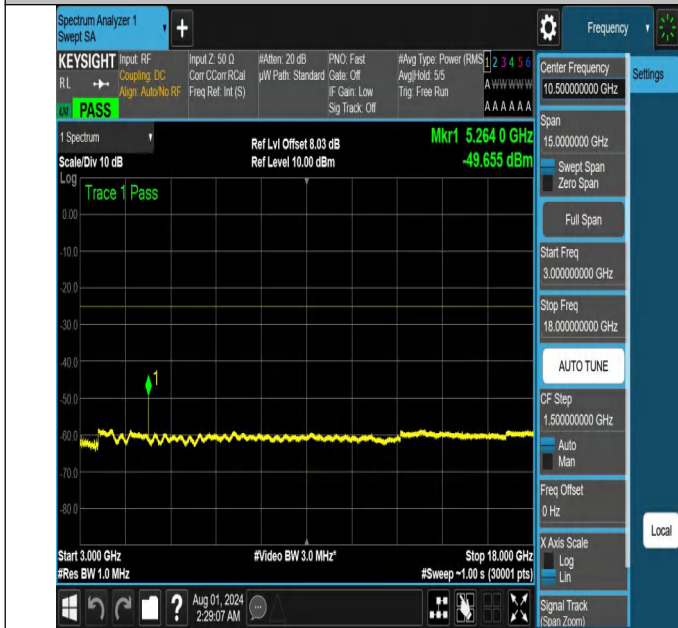 Spectrum Analyzer 1
Swept SA
+
Frequency
KEYSIGHT
RL
LXI
PASS
Input: RF
Coupling: DC
Align: Auto/No RF
Input Z: 50 Ω
Corr CCorr RCal
Freq Ref: Int (S)
#Atten: 20 dB
µW Path: Standard
PNO: Fast
Gate: Off
IF Gain: Low
Sig Track: Off
#Avg Type: Power (RMS
Avg|Hold: 5/5
Trig: Free Run
1 2 3 4 5 6
A W W W W W
A A A A A A
Center Frequency
10.500000000 GHz
Settings
Span
15.0000000 GHz
Swept Span
Zero Span
Full Span
Start Freq
3.000000000 GHz
Stop Freq
18.000000000 GHz
AUTO TUNE
CF Step
1.500000000 GHz
Auto
Man
Freq Offset
0 Hz
X Axis Scale
Log
Lin
Signal Track
(Span Zoom)
Local
1 Spectrum
Scale/Div 10 dB
Log
Ref Lvl Offset 8.03 dB
Ref Level 10.00 dBm
Mkr1 5.264 0 GHz
-49.655 dBm
Trace 1 Pass
0.00
-10.0
-20.0
-30.0
-40.0
-50.0
-60.0
-70.0
-80.0
1
Start 3.000 GHz
#Res BW 1.0 MHz
#Video BW 3.0 MHz*
Stop 18.000 GHz
#Sweep ~1.00 s (30001 pts)
?
Aug 01, 2024
2:29:07 AM